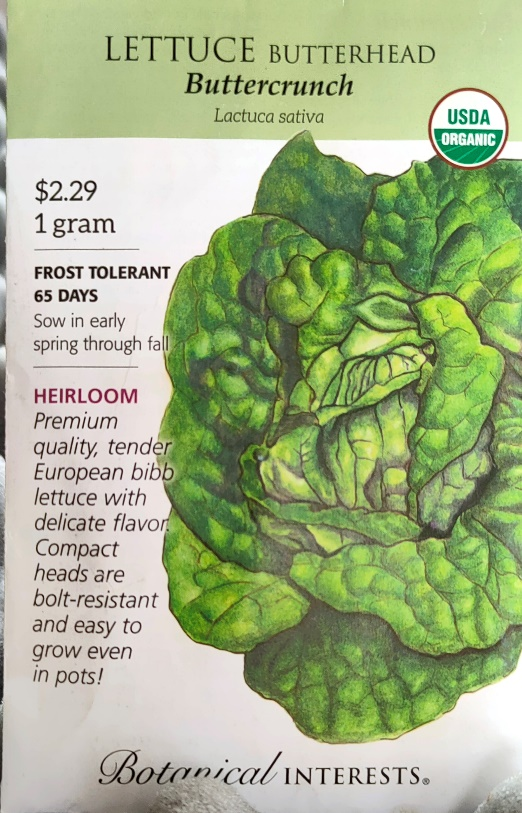 LETTUCE BUTTERHEAD
Buttercrunch
Lactuca sativa
USDA
ORGANIC
$2.29
1 gram
FROST TOLERANT
65 DAYS
Sow in early
spring through fall
HEIRLOOM
Premium
quality, tender
European bibb
lettuce with
delicate flavor.
Compact
heads are
bolt-resistant
and easy to
grow even
in pots!
Botanical INTERESTS®